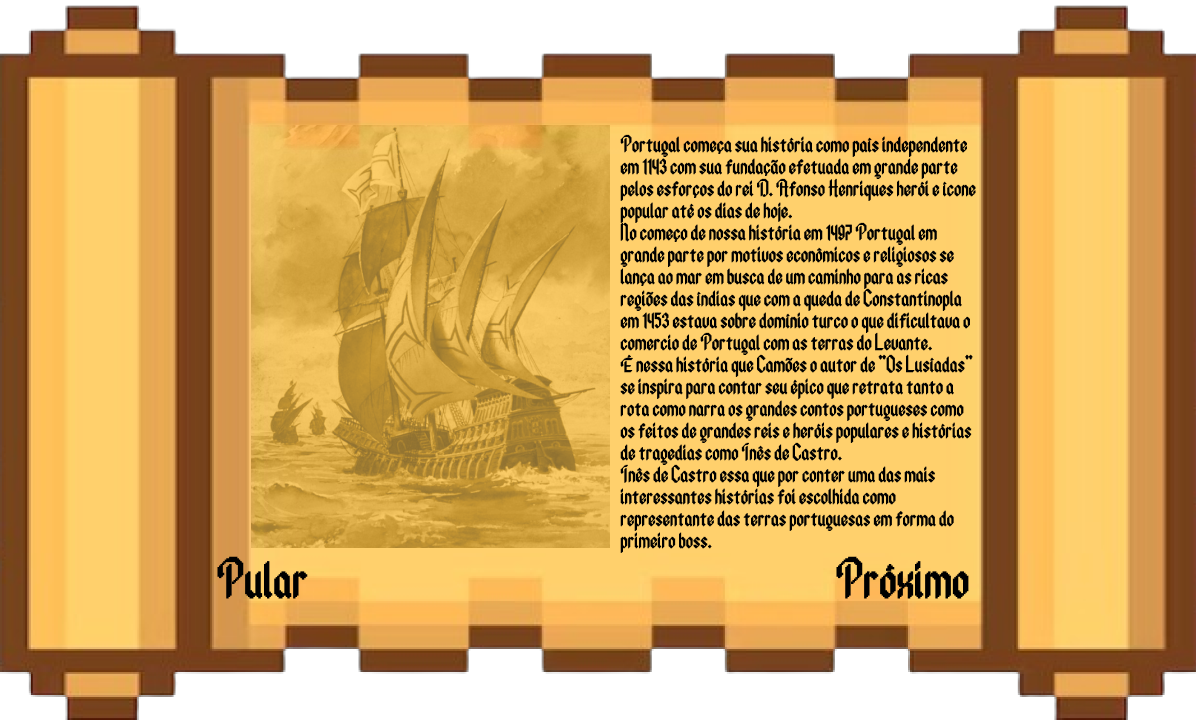 Portugal começa sua história como país independente
em 1143 com sua fundação efetuada em grande parte
pelos esforços do rei D. Afonso Henriques herói e ícone
popular até os dias de hoje.
No começo de nossa história em 1497 Portugal em
grande parte por motivos econômicos e religiosos se
lança ao mar em busca de um caminho para as ricas
regiões das índias que com a queda de Constantinopla
em 1453 estava sobre domínio turco o que dificultava o
comercio de Portugal com as terras do Levante.
É nessa história que Camões o autor de "Os Lusíadas"
se inspira para contar seu épico que retrata tanto a
rota como narra os grandes contos portugueses como
os feitos de grandes reis e heróis populares e histórias
de tragedias como Inês de Castro.
Inês de Castro essa que por conter uma das mais
interessantes histórias foi escolhida como
representante das terras portuguesas em forma do
primeiro boss.
Pular
Próximo